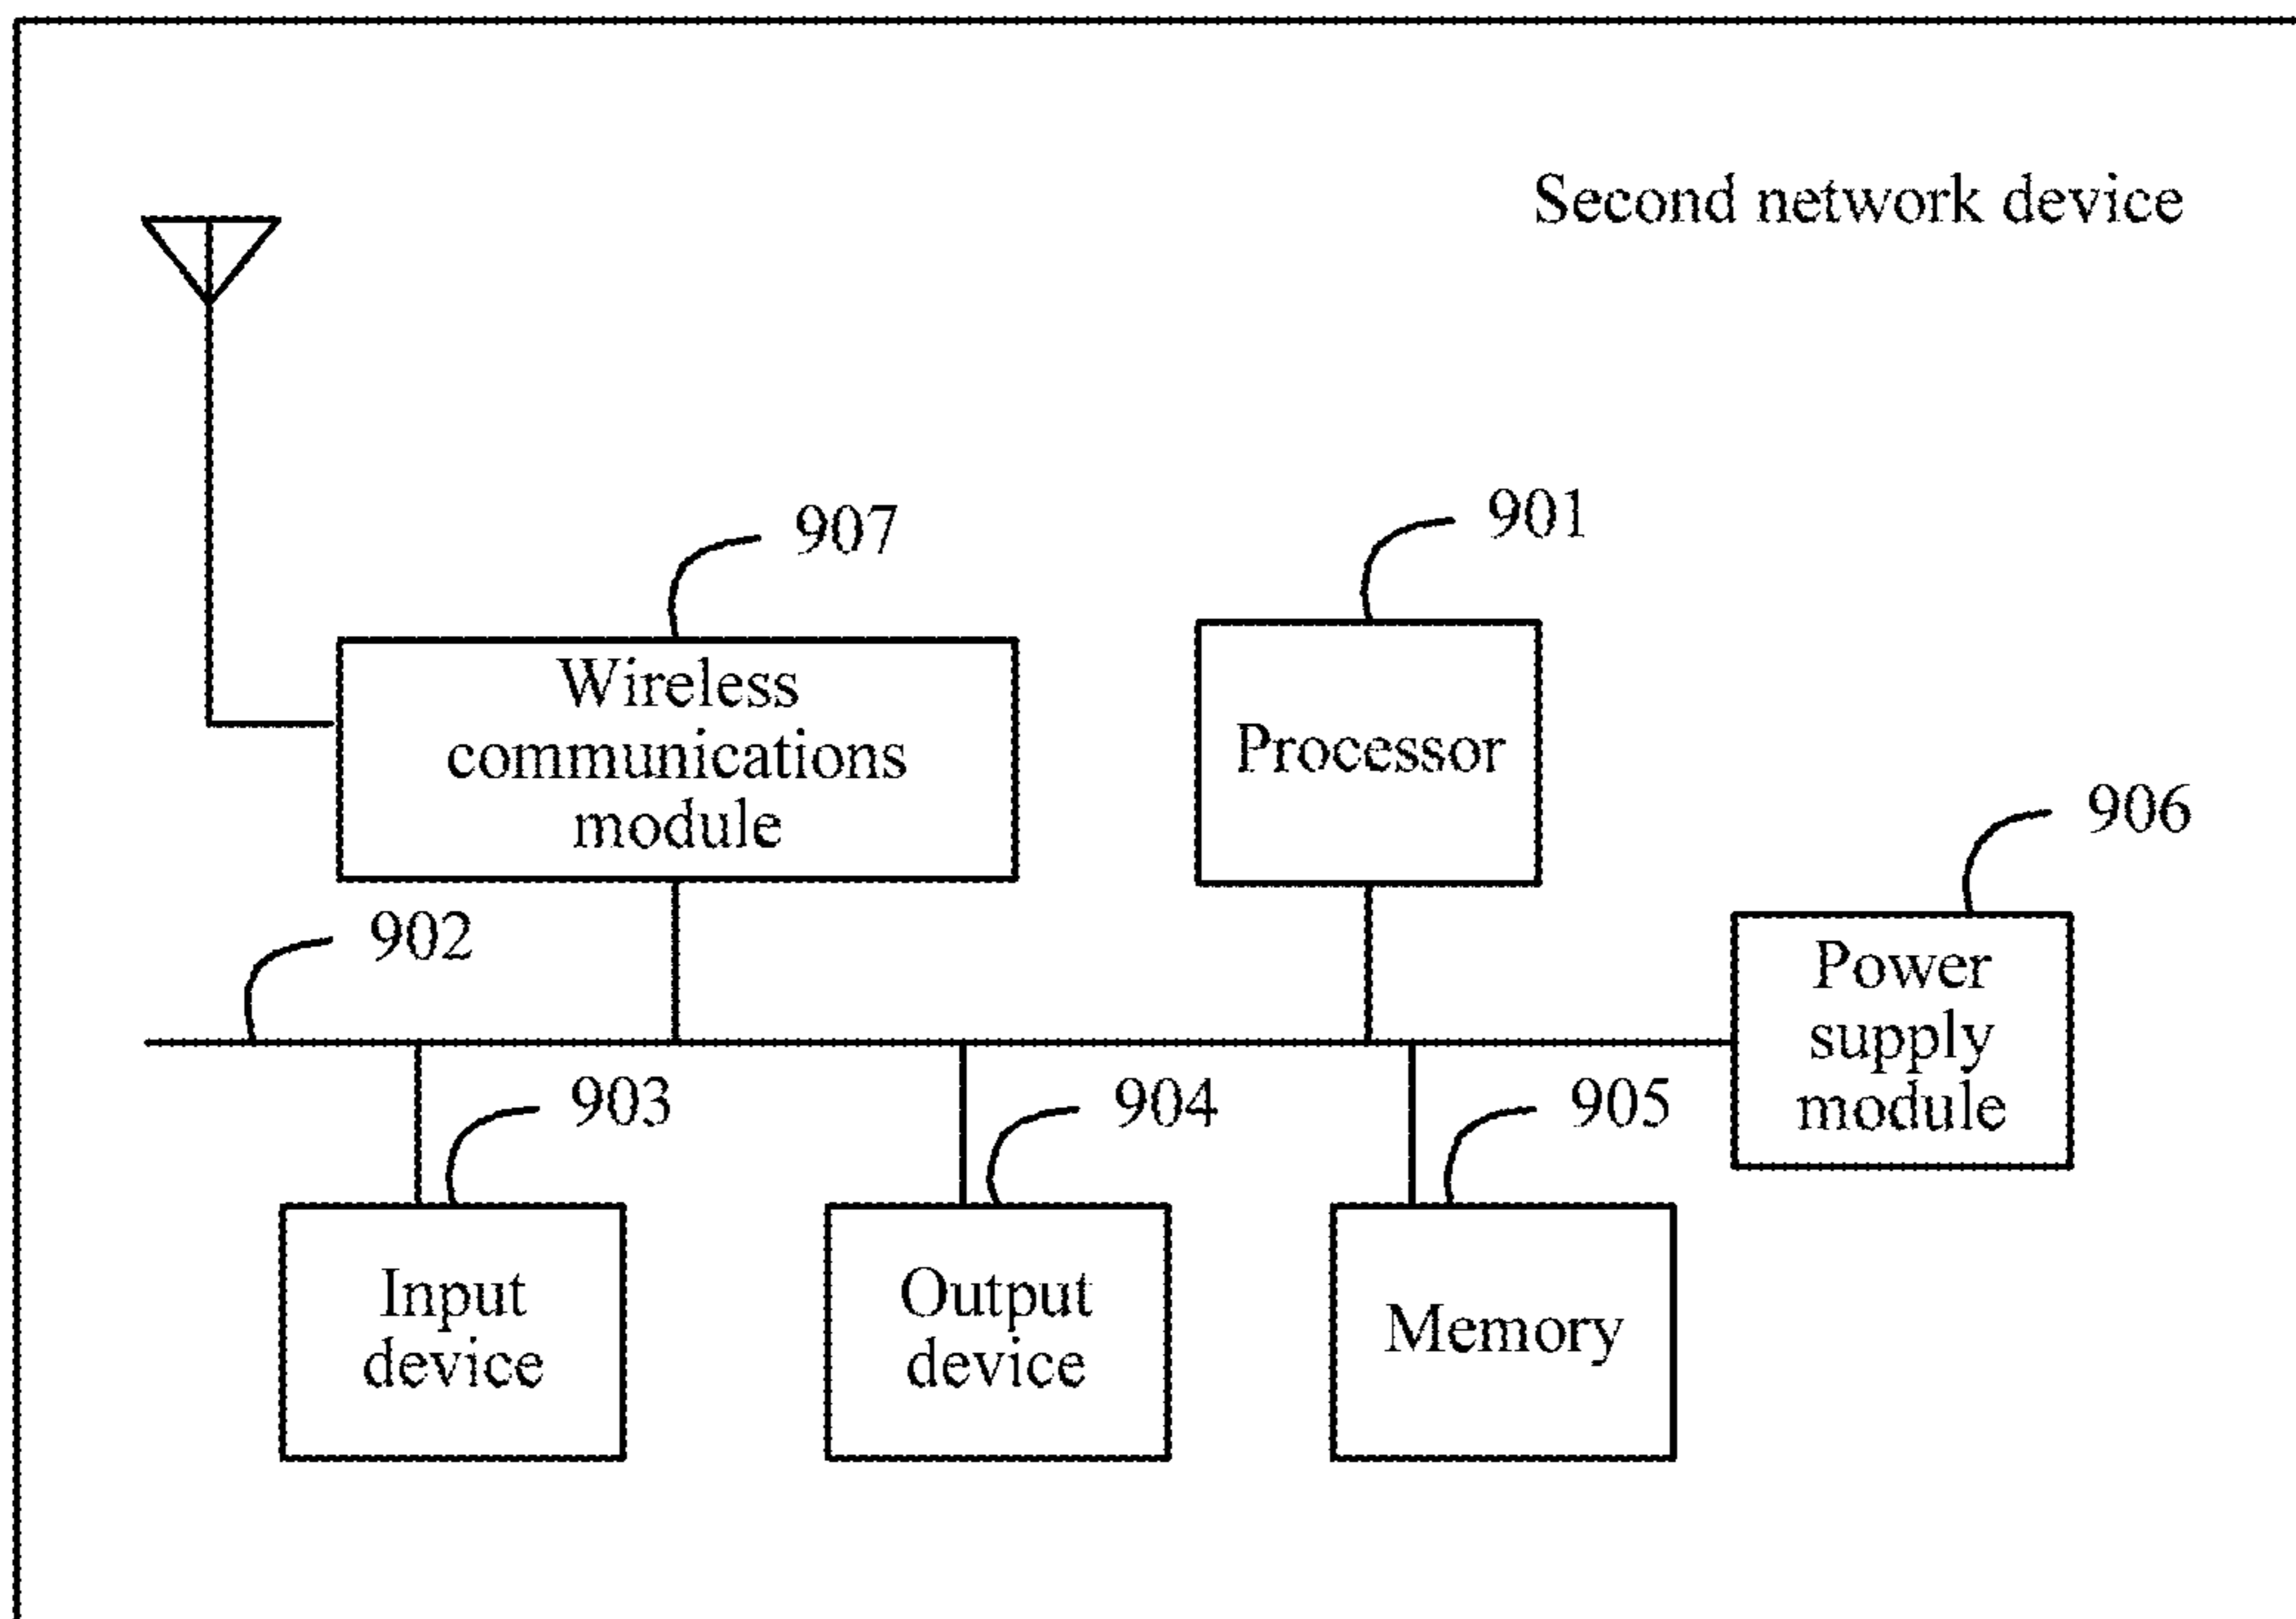 Second network device
907
901
Wireless
communications
module
Processor
906
902
Power
supply
module
903
904
905
Input
device
Output
device
Memory